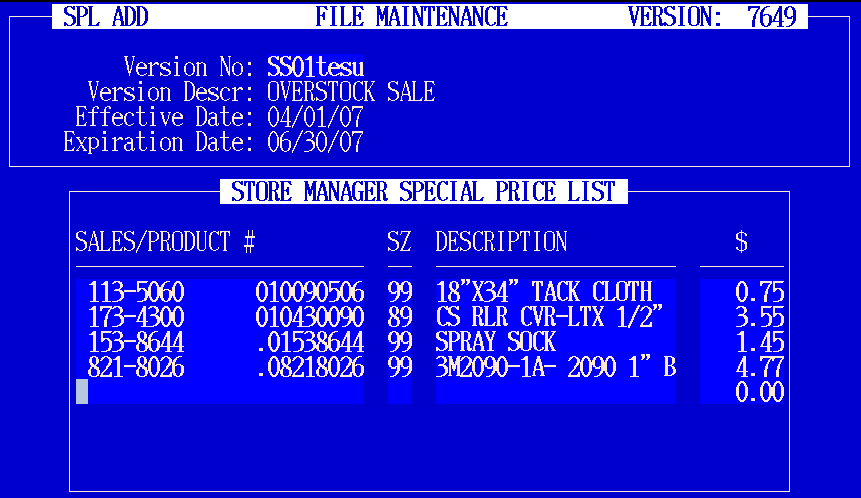 SPL ADD FILE MAINTENANCE VERSION: 7649
Version No: SS01tesu
Version Descr: OVERSTOCK SALE
Effective Date: 04/01/07
Expiration Date: 06/30/07
STORE MANAGER SPECIAL PRICE LIST
SALES/PRODUCT # SZ DESCRIPTION $
113-5060 010090506 99 18"X34" TACK CLOTH 0.75
173-4300 010430090 89 CS RLR CVR-LTX 1/2" 3.55
153-8644 .01538644 99 SPRAY SOCK 1.45
821-8026 .08218026 99 3M2090-1A- 2090 1" B 4.77
0.00